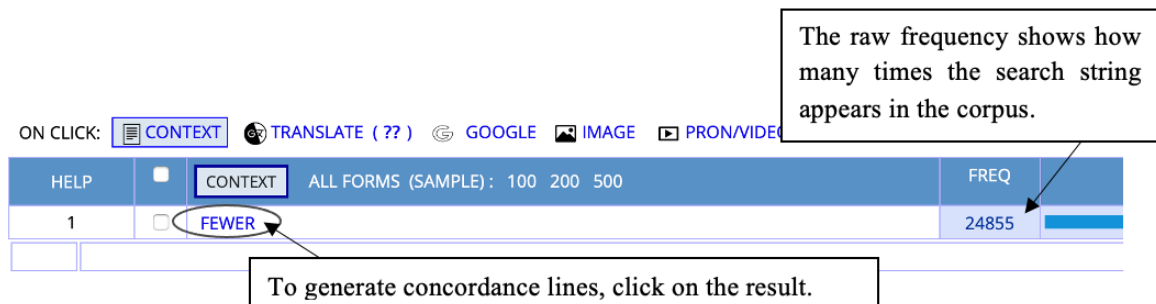 The raw frequency shows how
many times the search string
appears in the corpus.
ON CLICK: CONTEXT TRANSLATE ( ?? ) GOOGLE IMAGE PRON/VIDEO
HELP CONTEXT ALL FORMS (SAMPLE) : 100 200 500 FREQ
1 FEWER 24855
To generate concordance lines, click on the result.